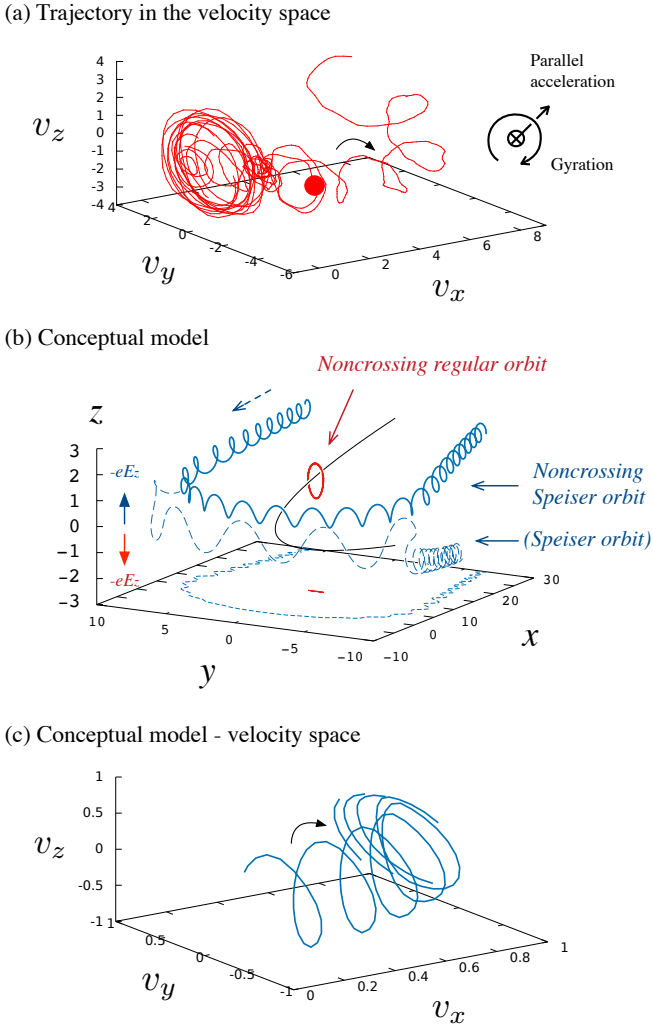 (a) Trajectory in the velocity space
4
3
2
1
0
-1
-2
-3
-4
v_z
4
2
0
-2
-4
-6
v_y
0
2
4
6
8
v_x
Parallel
acceleration
Gyration
(b) Conceptual model
Noncrossing regular orbit
z
3
2
1
0
−1
−2
−3
-eEz
-eEz
Noncrossing
Speiser orbit
(Speiser orbit)
10
5
0
−5
−10
y
−10
0
10
20
30
x
(c) Conceptual model - velocity space
1
0.5
0
-0.5
-1
v_z
1
0.5
0
-0.5
-1
v_y
0
0.2
0.4
0.6
0.8
1
v_x